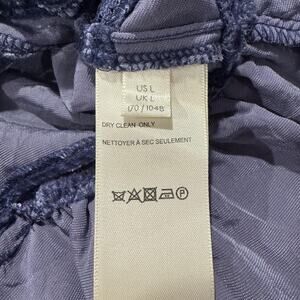 US L
UK L
170 / 104B
DRY CLEAN ONLY
NETTOYER À SEC SEULEMENT
P